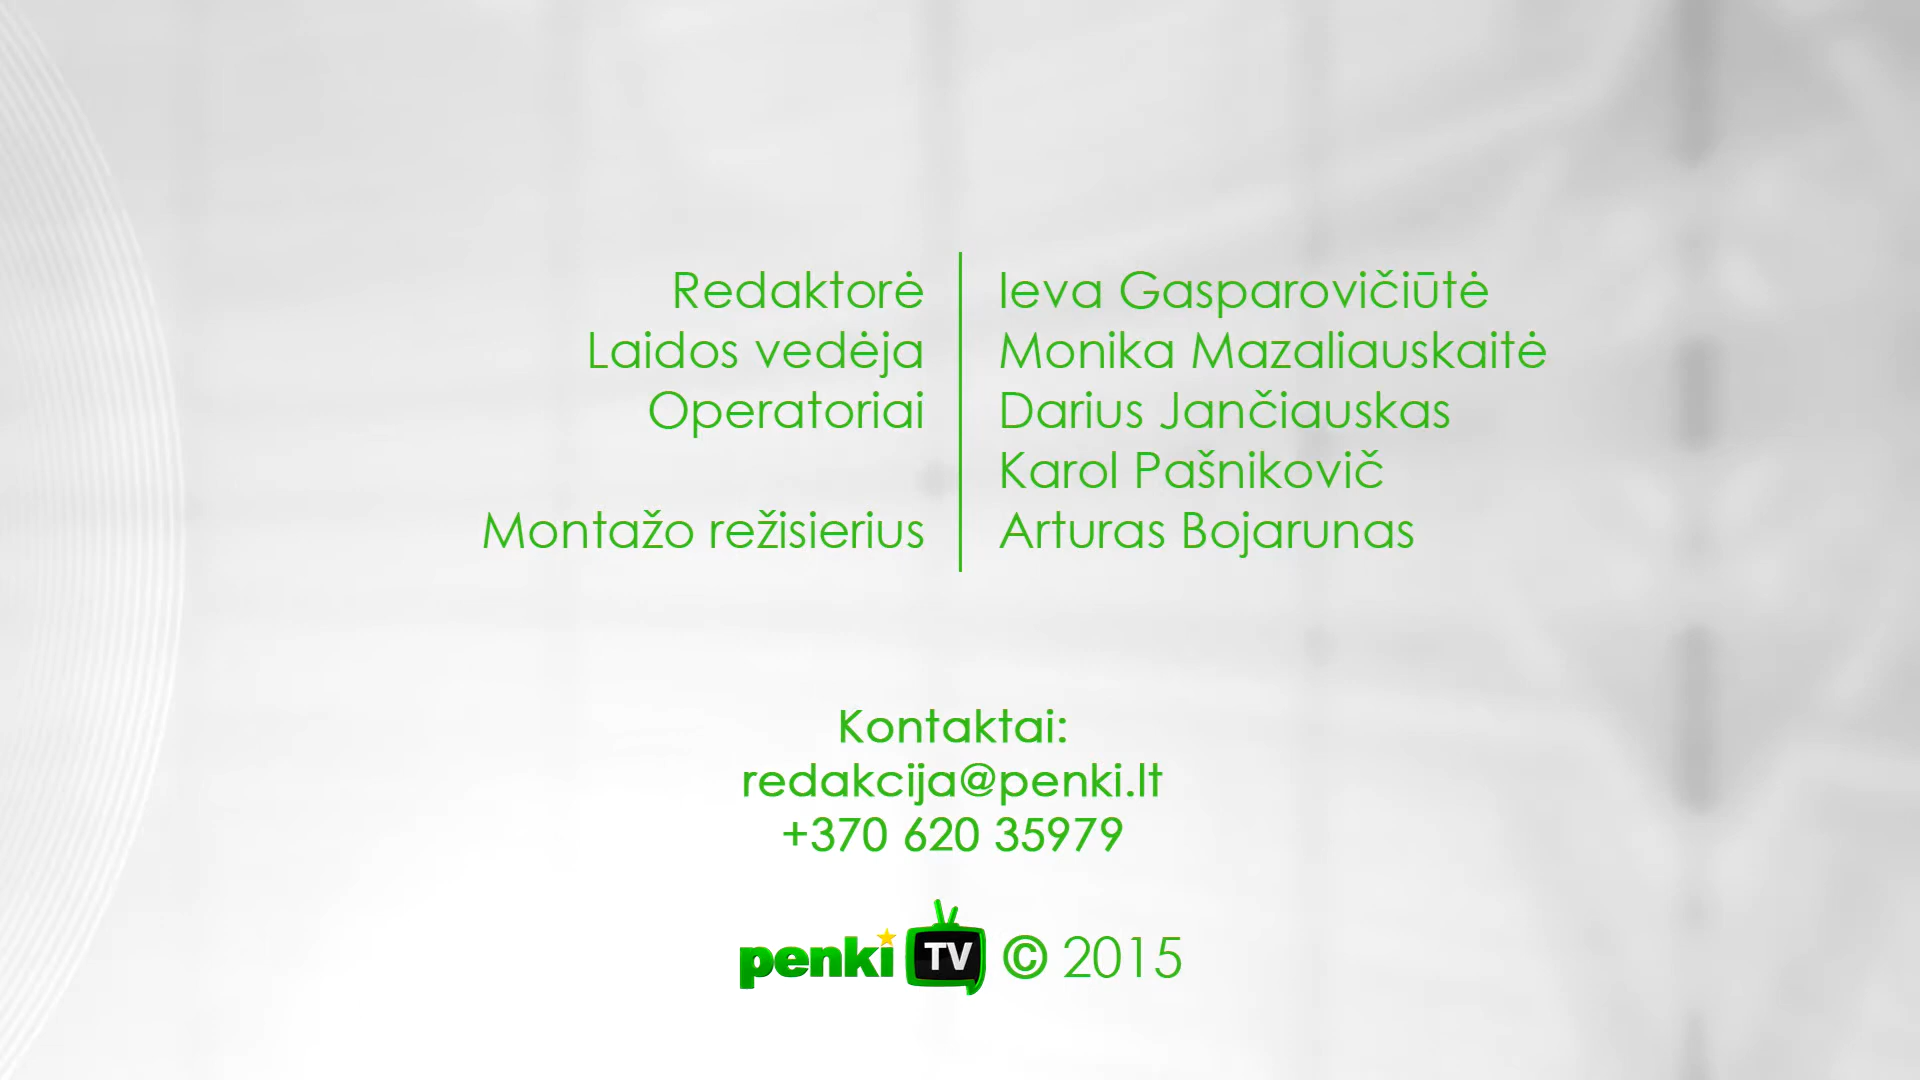 Redaktorė Ieva Gasparovičiūtė
Laidos vedėja Monika Mazaliauskaitė
Operatoriai Darius Jančiauskas
Karol Pašnikovič
Montažo režisierius Arturas Bojarunas
Kontaktai:
redakcija@penki.lt
+370 620 35979
penki TV © 2015